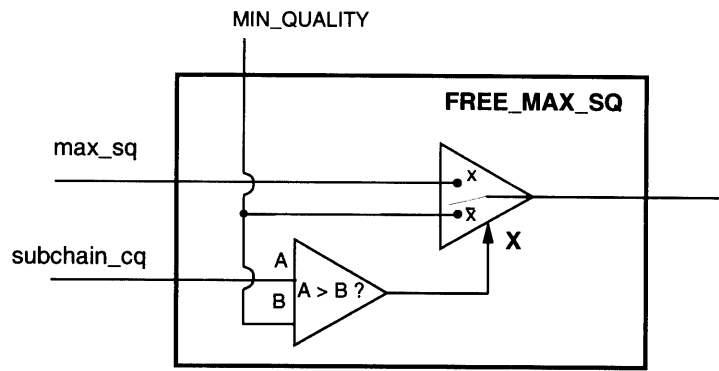 MIN_QUALITY
FREE_MAX_SQ
max_sq
x
x̅
X
subchain_cq
A
A > B ?
B